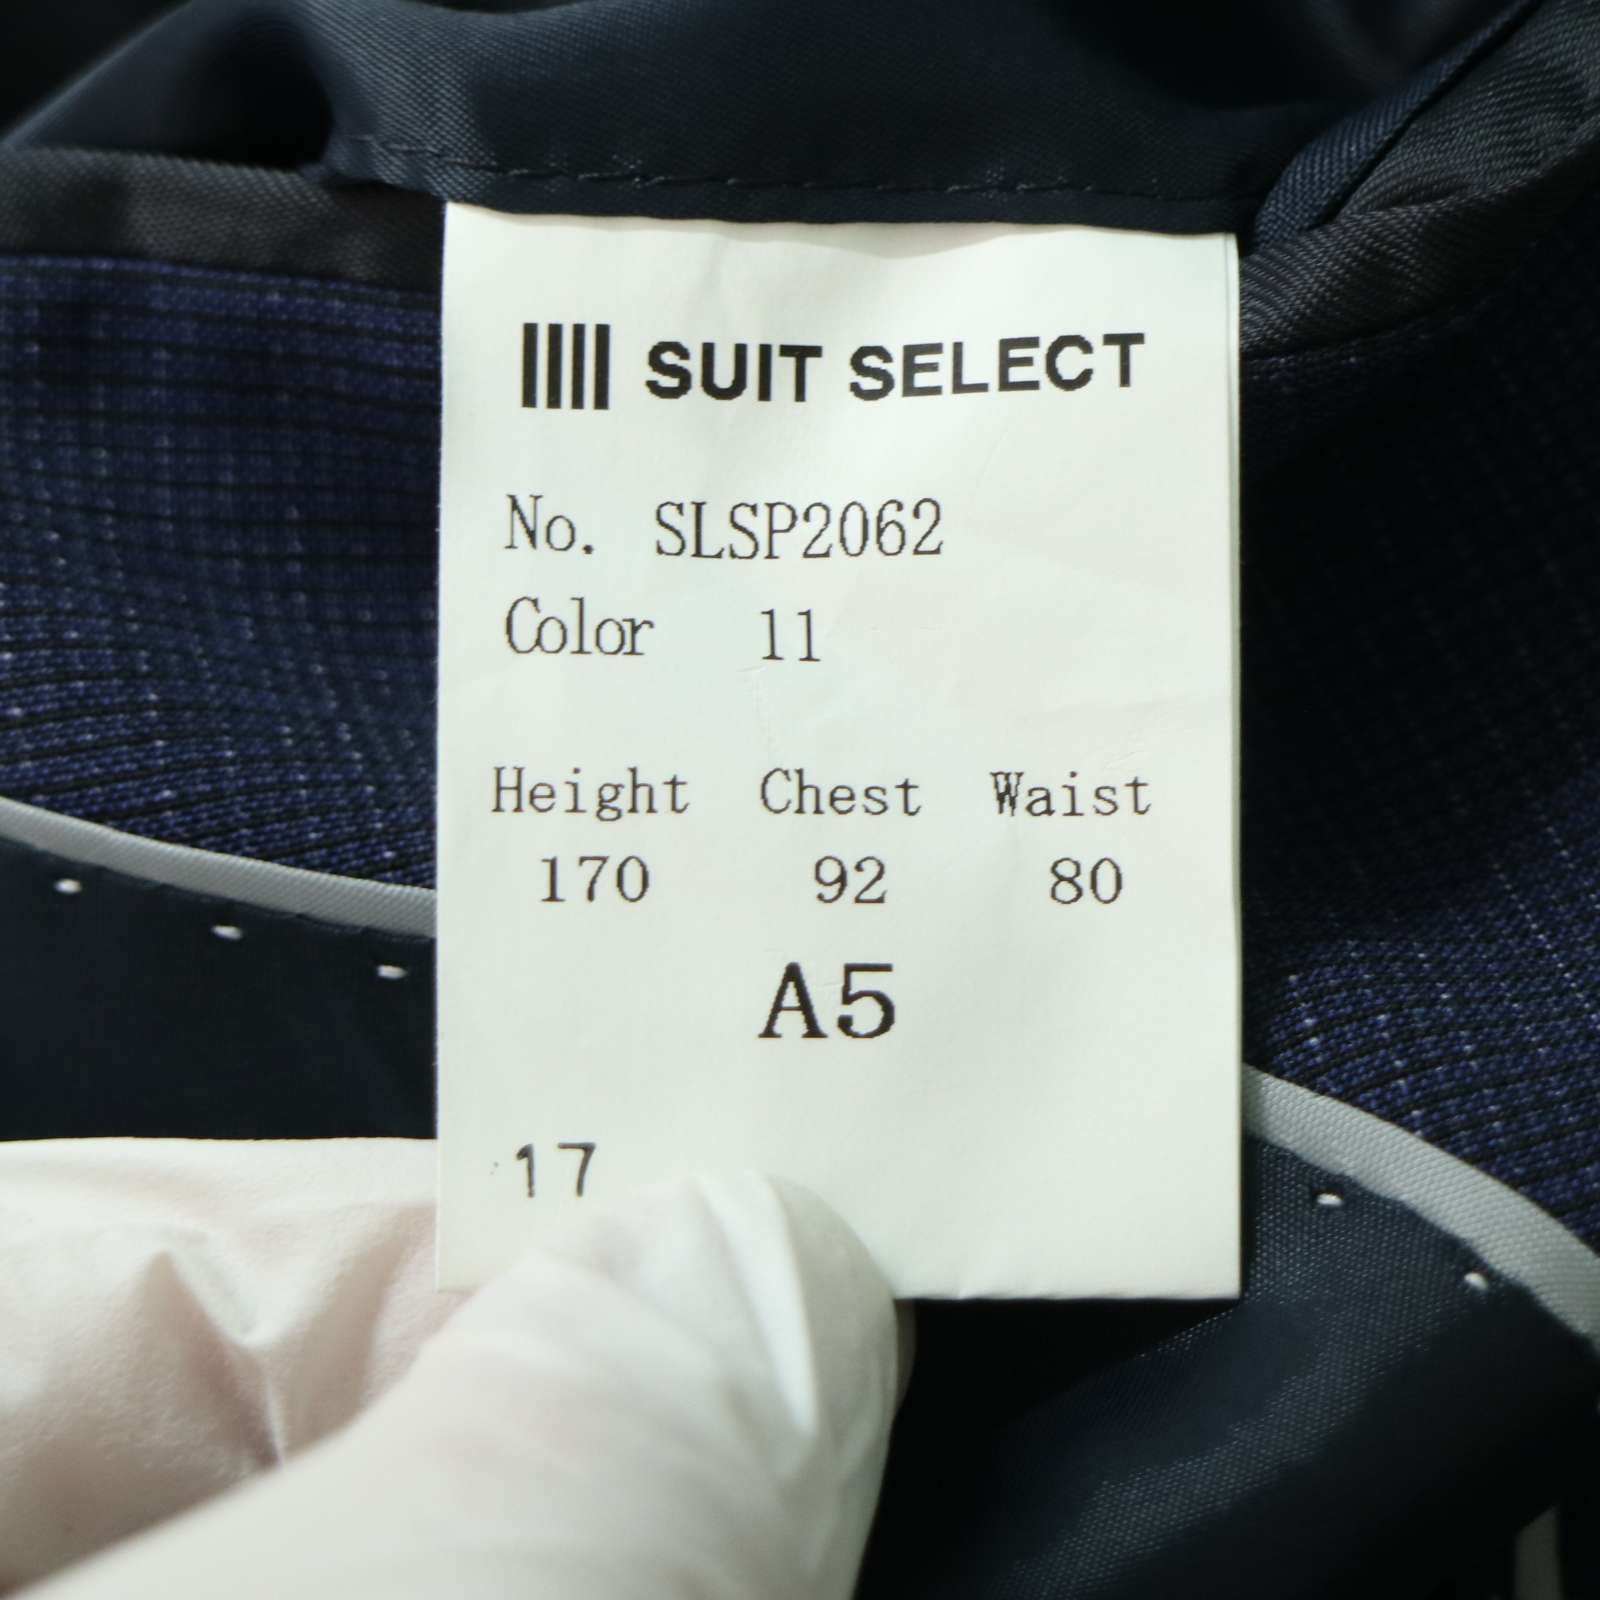 SUIT SELECT
No. SLSP2062
Color 11
Height Chest Waist
170 92 80
A5
17